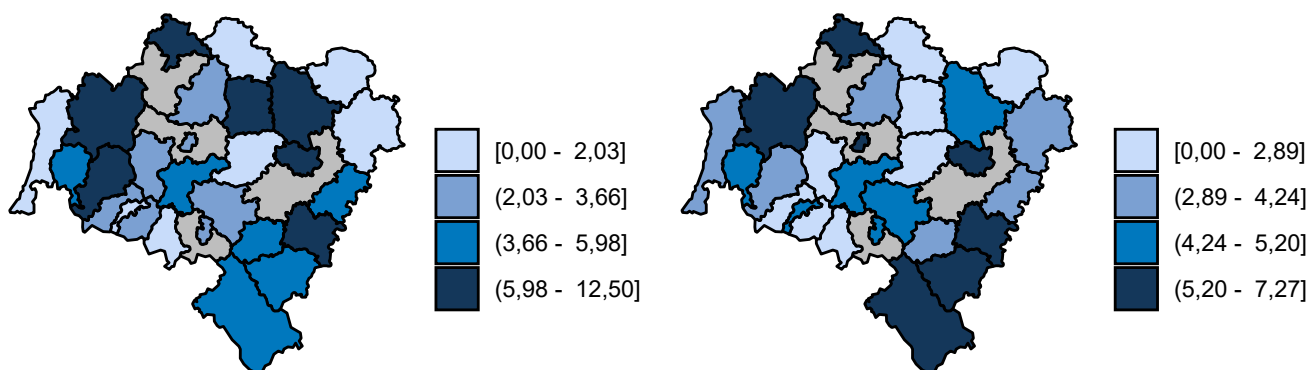 [0,00 - 2,03]
(2,03 - 3,66]
(3,66 - 5,98]
(5,98 - 12,50]
[0,00 - 2,89]
(2,89 - 4,24]
(4,24 - 5,20]
(5,20 - 7,27]